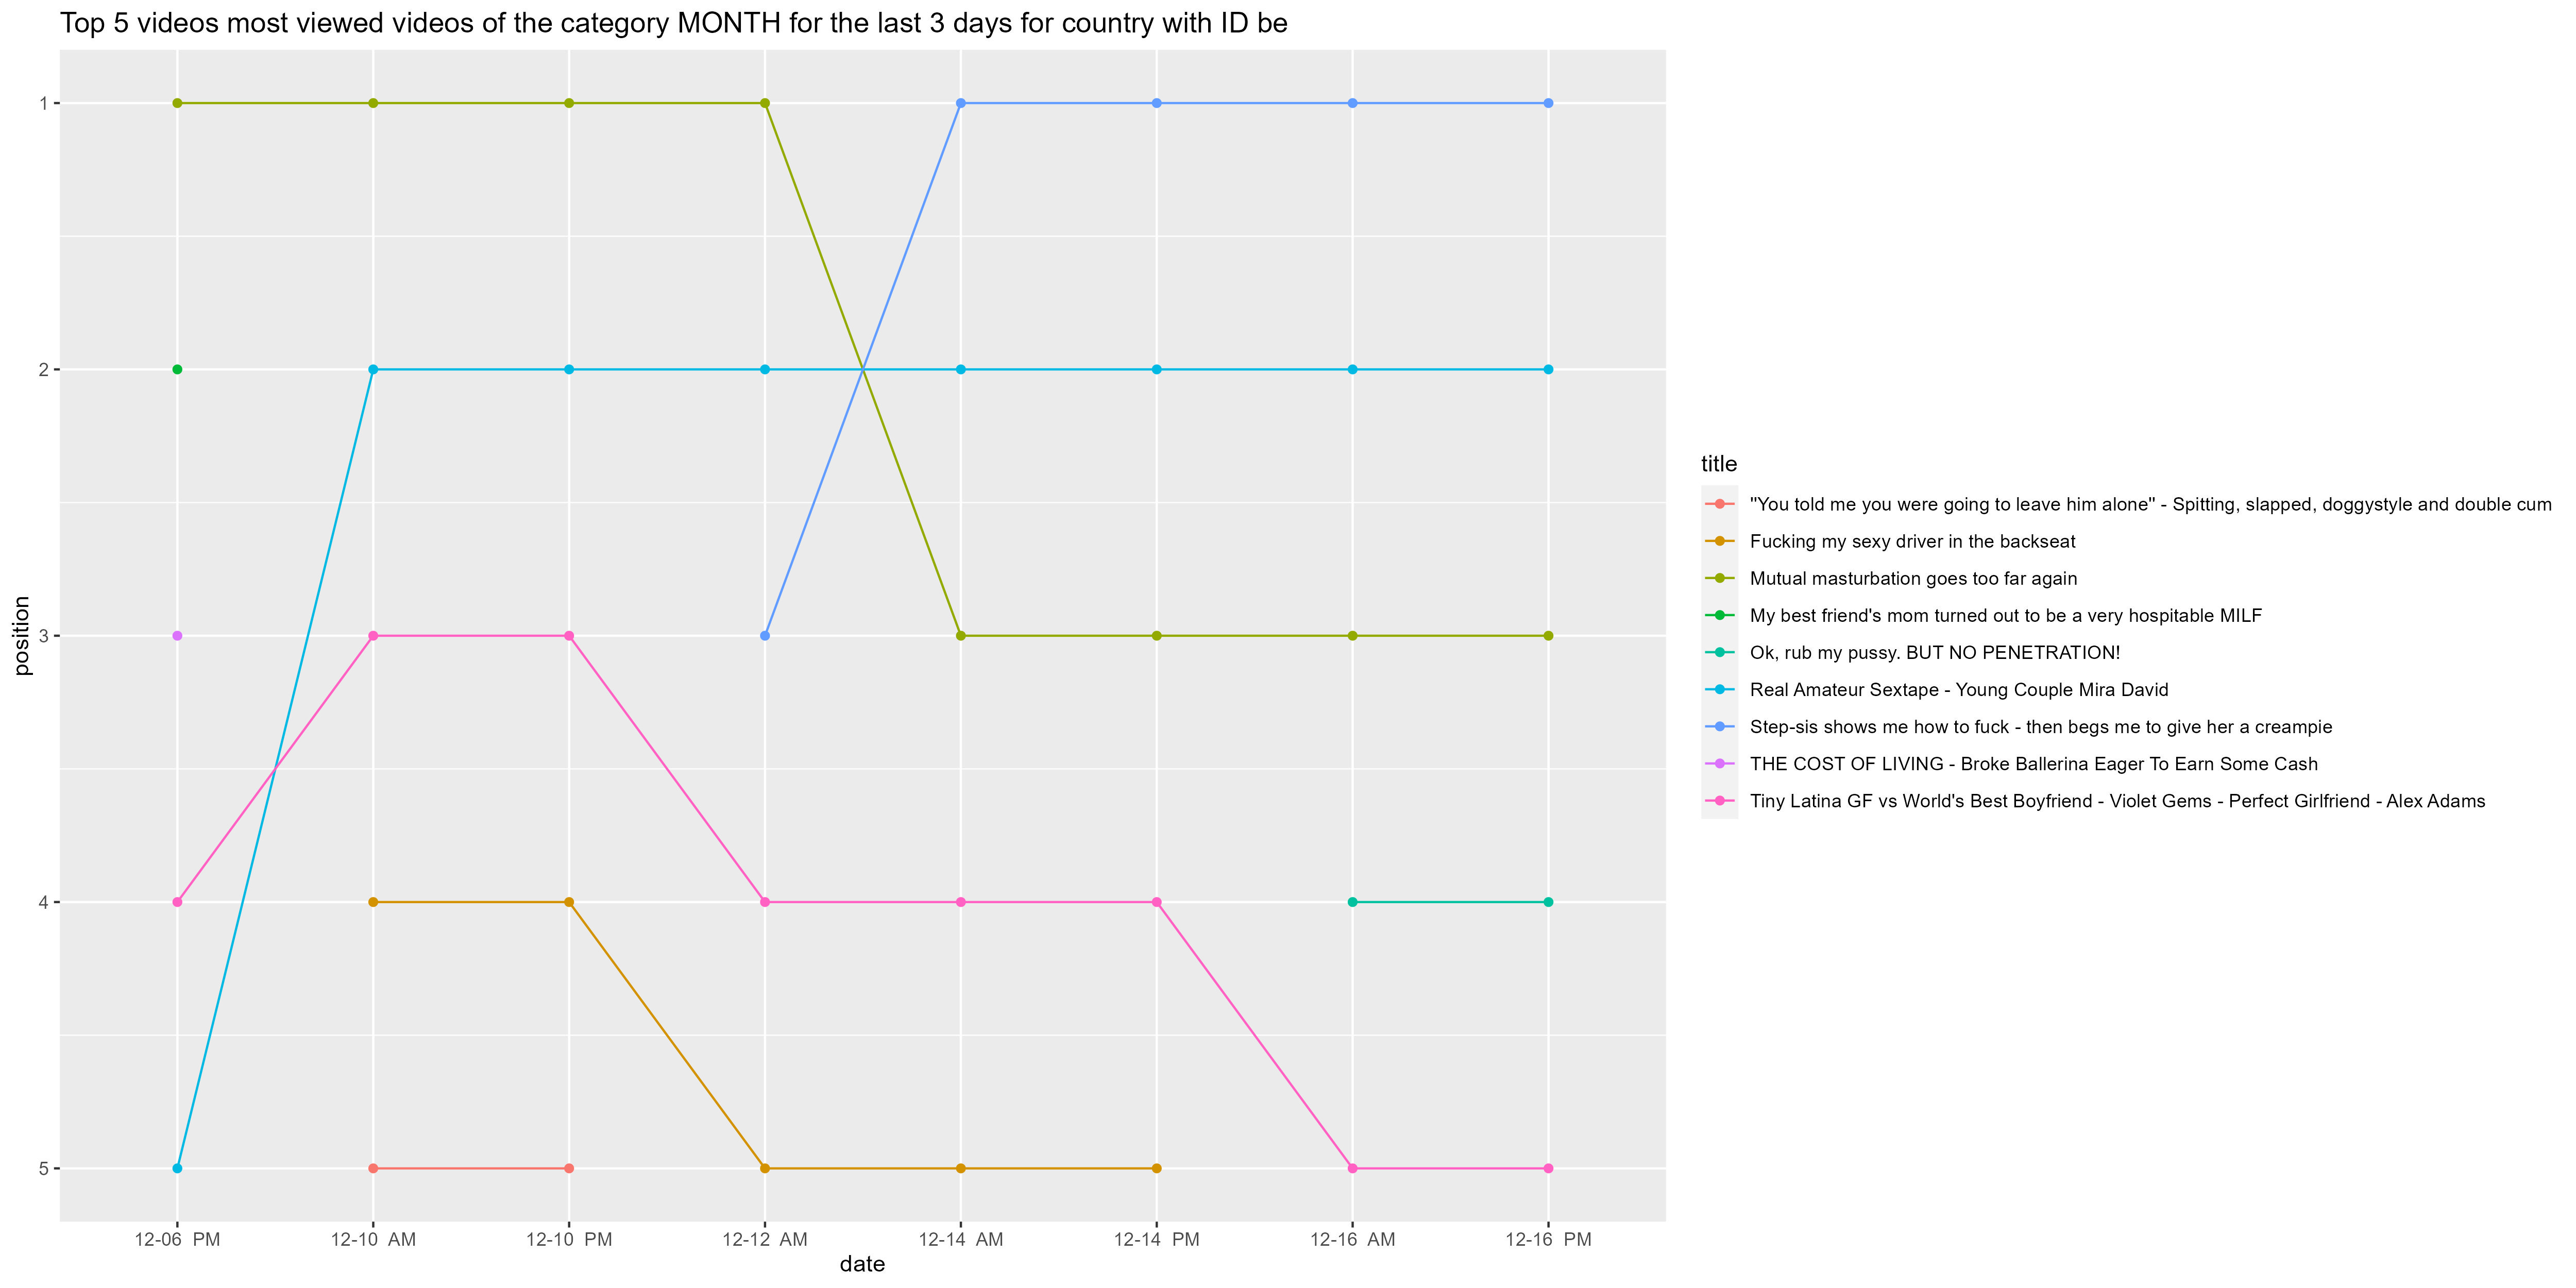 Top 5 videos most viewed videos of the category MONTH for the last 3 days for country with ID be
position
1
2
3
4
5
12-06 PM
12-10 AM
12-10 PM
12-12 AM
12-14 AM
12-14 PM
12-16 AM
12-16 PM
date
title
"You told me you were going to leave him alone" - Spitting, slapped, doggystyle and double cum
Fucking my sexy driver in the backseat
Mutual masturbation goes too far again
My best friend's mom turned out to be a very hospitable MILF
Ok, rub my pussy. BUT NO PENETRATION!
Real Amateur Sextape - Young Couple Mira David
Step-sis shows me how to fuck - then begs me to give her a creampie
THE COST OF LIVING - Broke Ballerina Eager To Earn Some Cash
Tiny Latina GF vs World's Best Boyfriend - Violet Gems - Perfect Girlfriend - Alex Adams